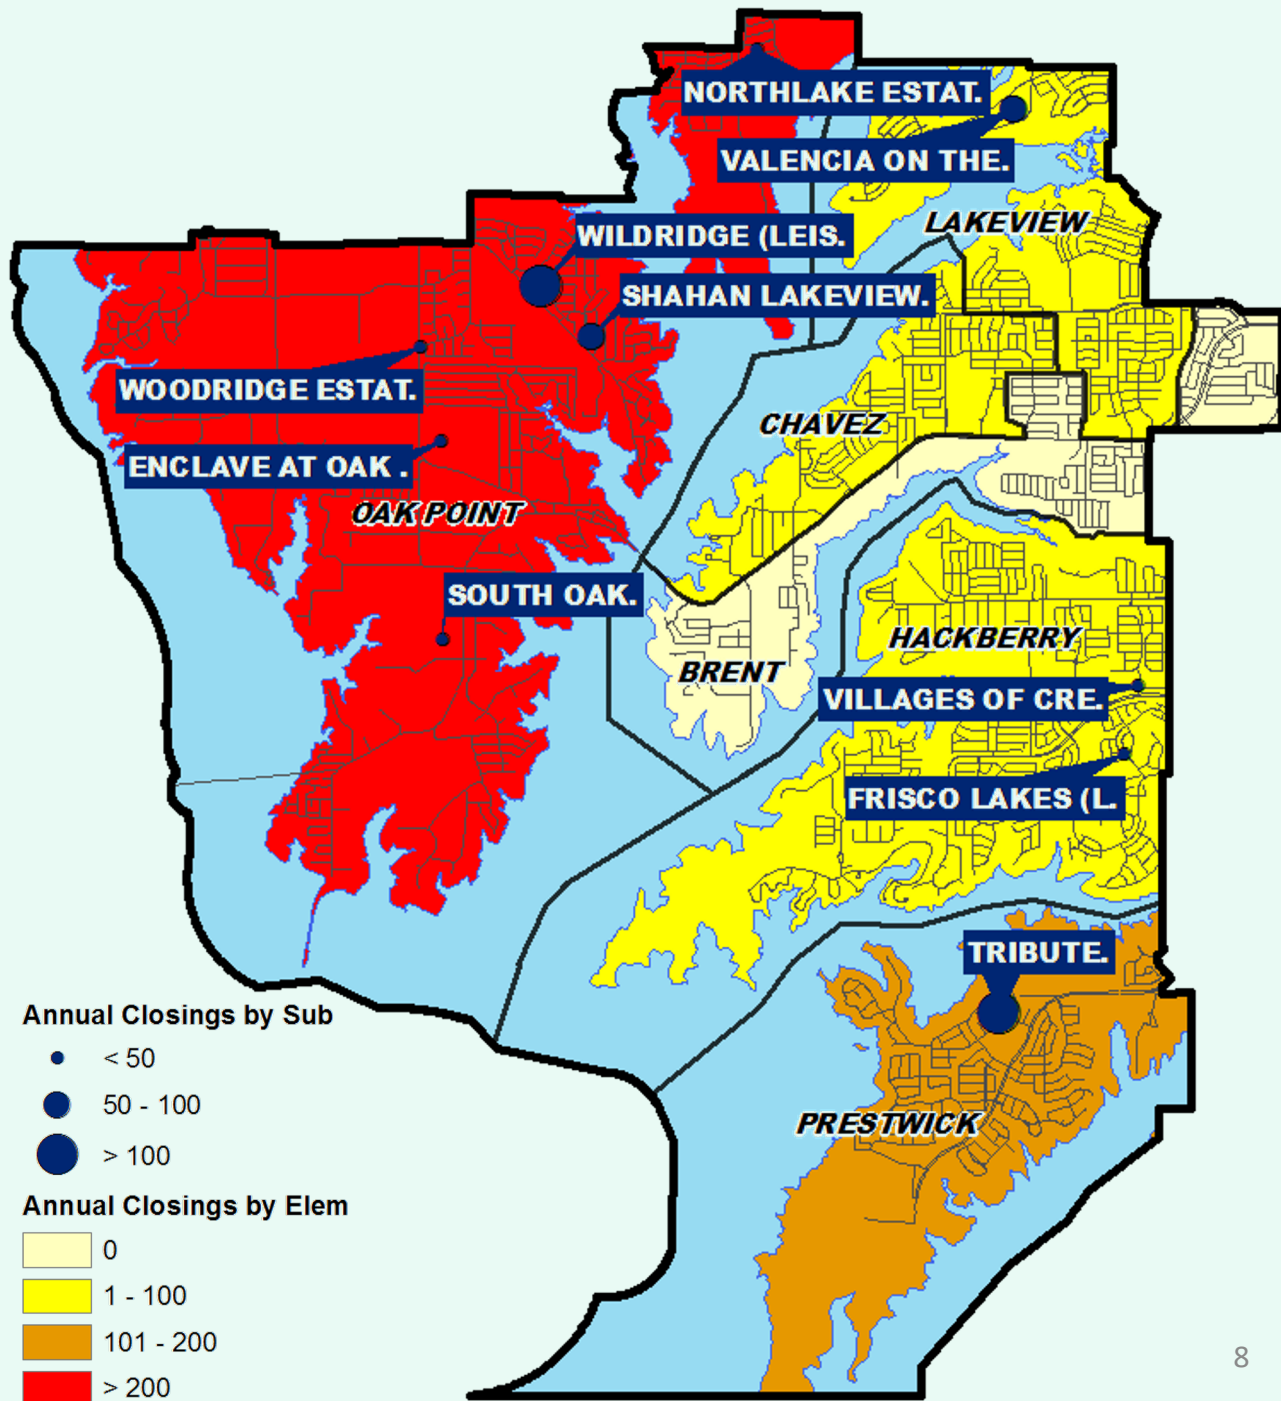 NORTHLAKE ESTAT.
VALENCIA ON THE.
LAKEVIEW
WILDRIDGE (LEIS.
SHAHAN LAKEVIEW.
WOODRIDGE ESTAT.
CHAVEZ
ENCLAVE AT OAK .
OAK POINT
SOUTH OAK.
HACKBERRY
BRENT
VILLAGES OF CRE.
FRISCO LAKES (L.
TRIBUTE.
PRESTWICK
Annual Closings by Sub
< 50
50 - 100
> 100
Annual Closings by Elem
0
1 - 100
101 - 200
> 200
8